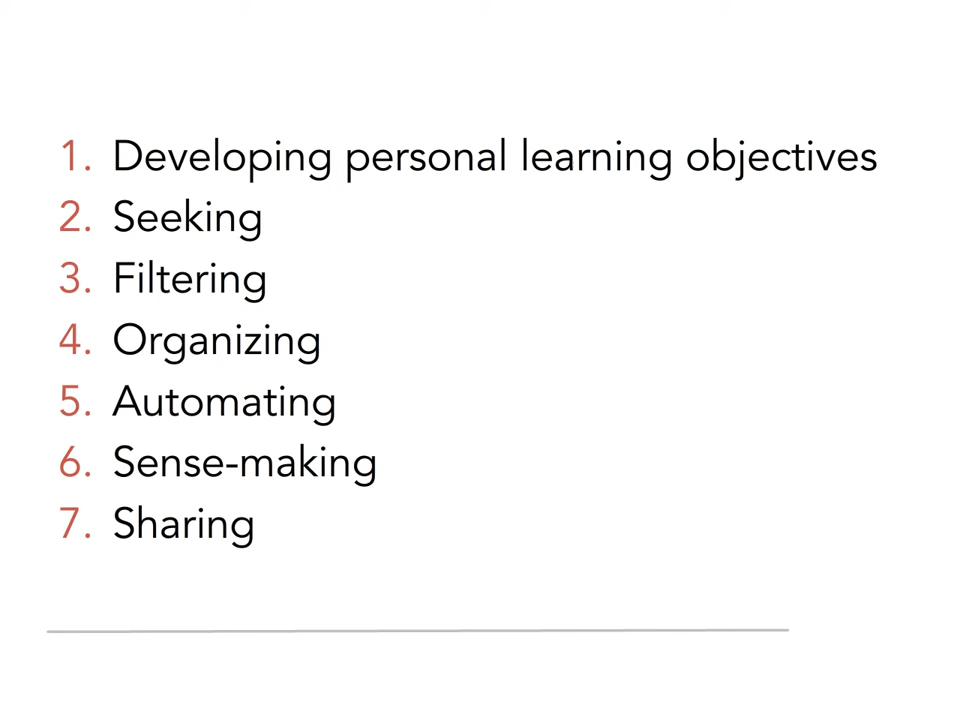 1. Developing personal learning objectives
2. Seeking
3. Filtering
4. Organizing
5. Automating
6. Sense-making
7. Sharing